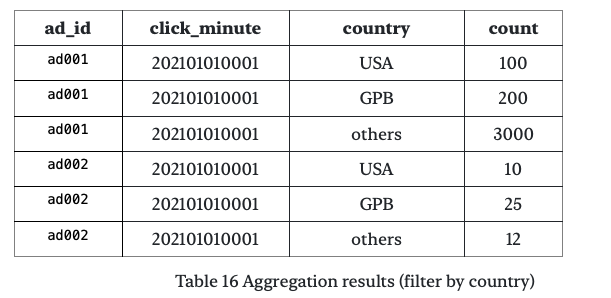 ad_id click_minute country count
ad001 202101010001 USA 100
ad001 202101010001 GPB 200
ad001 202101010001 others 3000
ad002 202101010001 USA 10
ad002 202101010001 GPB 25
ad002 202101010001 others 12
Table 16 Aggregation results (filter by country)